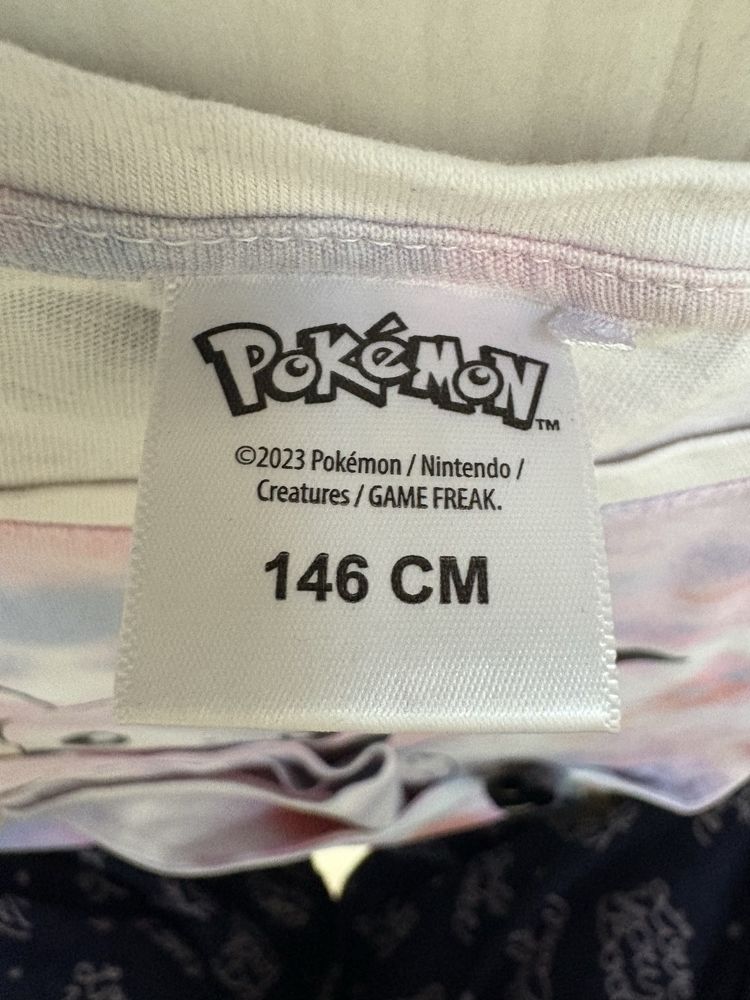 POKéMON™
©2023 Pokémon / Nintendo /
Creatures / GAME FREAK.
146 CM